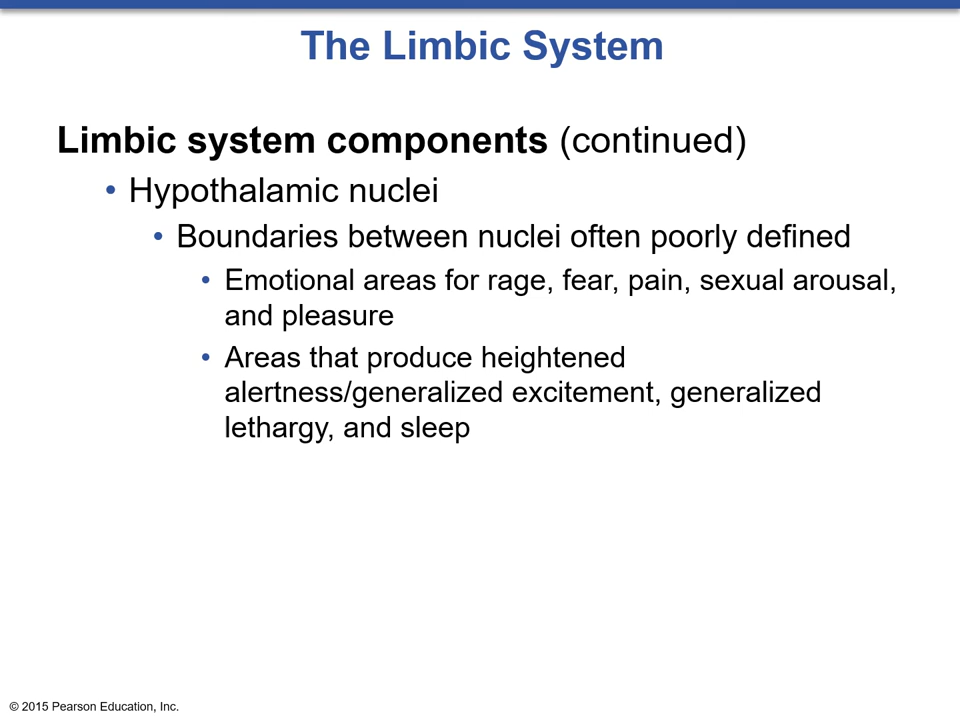 The Limbic System
Limbic system components (continued)
• Hypothalamic nuclei
• Boundaries between nuclei often poorly defined
• Emotional areas for rage, fear, pain, sexual arousal,
and pleasure
• Areas that produce heightened
alertness/generalized excitement, generalized
lethargy, and sleep
© 2015 Pearson Education, Inc.